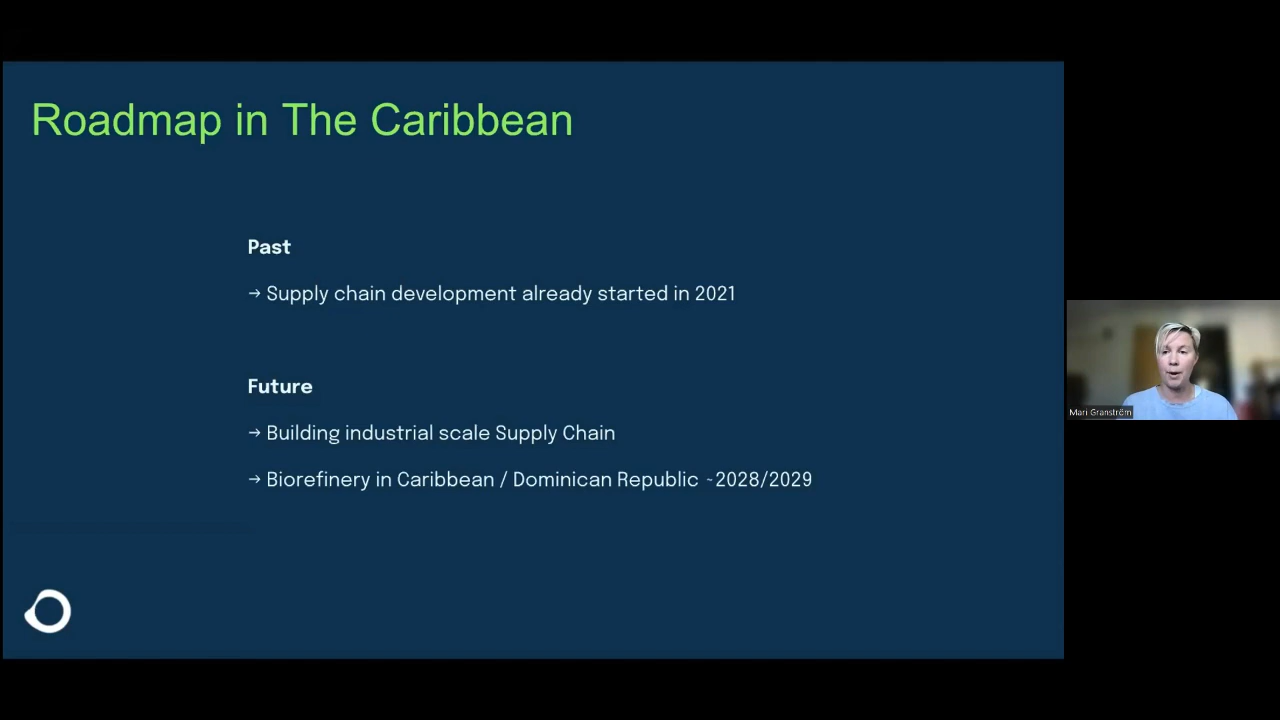 Roadmap in The Caribbean
Past
→ Supply chain development already started in 2021
Future
→ Building industrial scale Supply Chain
→ Biorefinery in Caribbean / Dominican Republic ~2028/2029
Mari Granström